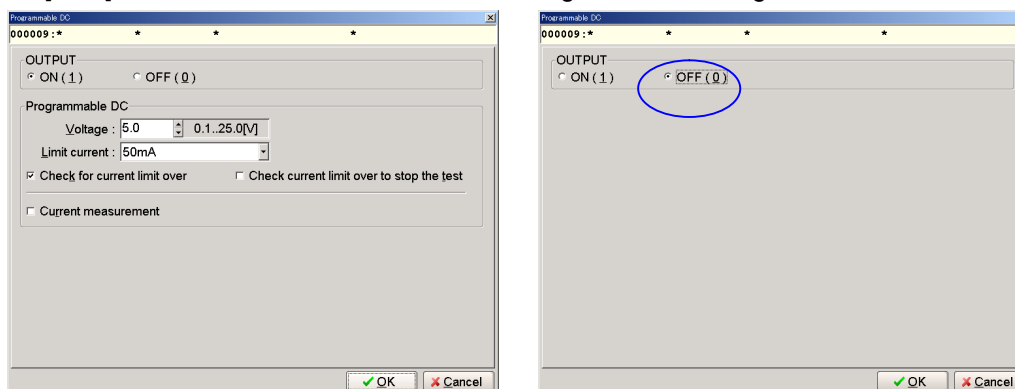 Programmable DC
000009:* * * *
OUTPUT
ON (1) OFF (0)
Programmable DC
Voltage : 5.0 0.1..25.0[V]
Limit current : 50mA
Check for current limit over Check current limit over to stop the test
Current measurement
OK Cancel
Programmable DC
000009:* * * *
OUTPUT
ON (1) OFF (0)
OK Cancel